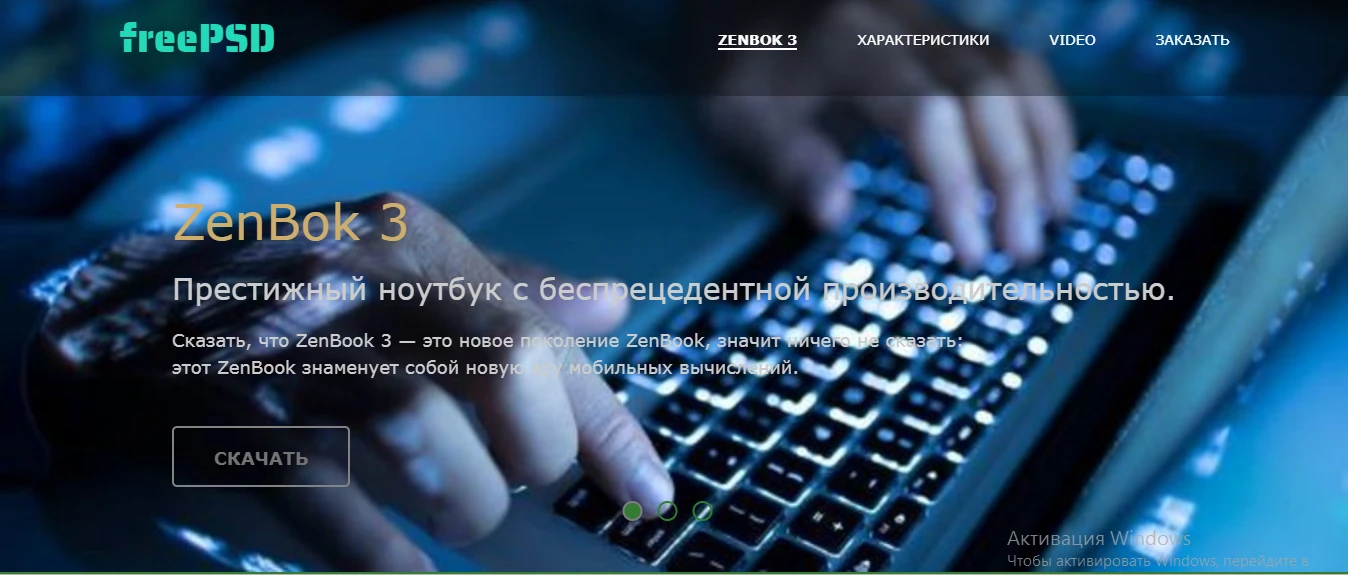 freePSD
ZENBOK 3 ХАРАКТЕРИСТИКИ VIDEO ЗАКАЗАТЬ
ZenBok 3
Престижный ноутбук с беспрецедентной производительностью.
Сказать, что ZenBook 3 — это новое поколение ZenBook, значит ничего не сказать:
этот ZenBook знаменует собой новую эру мобильных вычислений.
СКАЧАТЬ
Активация Windows
Чтобы активировать Windows, перейдите в